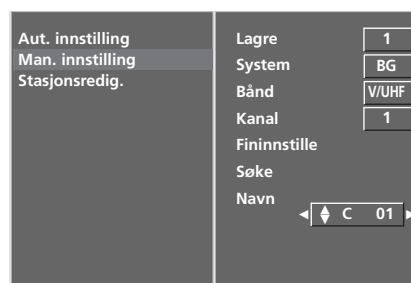 Aut. innstilling
Man. innstilling
Stasjonsredig.
Lagre 1
System BG
Bånd V/UHF
Kanal 1
Fininnstille
Søke
Navn
C 01